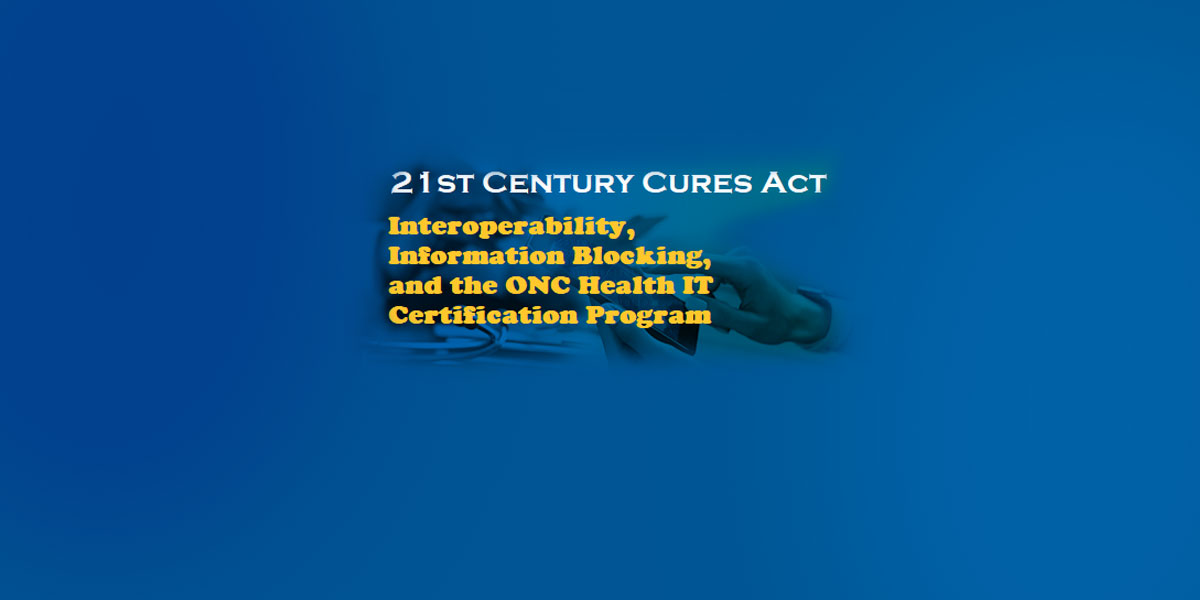 21st Century Cures Act
Interoperability,
Information Blocking,
and the ONC Health IT
Certification Program